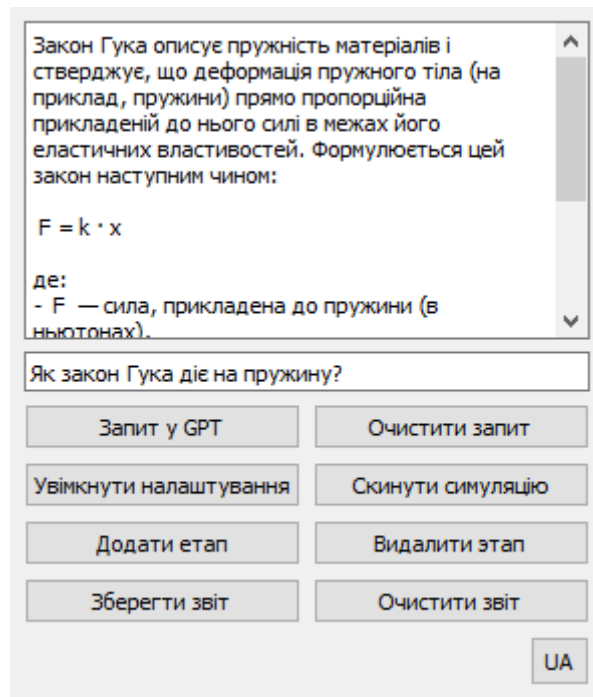 Закон Гука описує пружність матеріалів і
стверджує, що деформація пружного тіла (на
приклад, пружини) прямо пропорційна
прикладеній до нього силі в межах його
еластичних властивостей. Формулюється цей
закон наступним чином:
F = k · x
де:
- F — сила, прикладена до пружини (в
ньютонах),
Як закон Гука діє на пружину?
Запит у GPT
Очистити запит
Увімкнути налаштування
Скинути симуляцію
Додати етап
Видалити этап
Зберегти звіт
Очистити звіт
UA